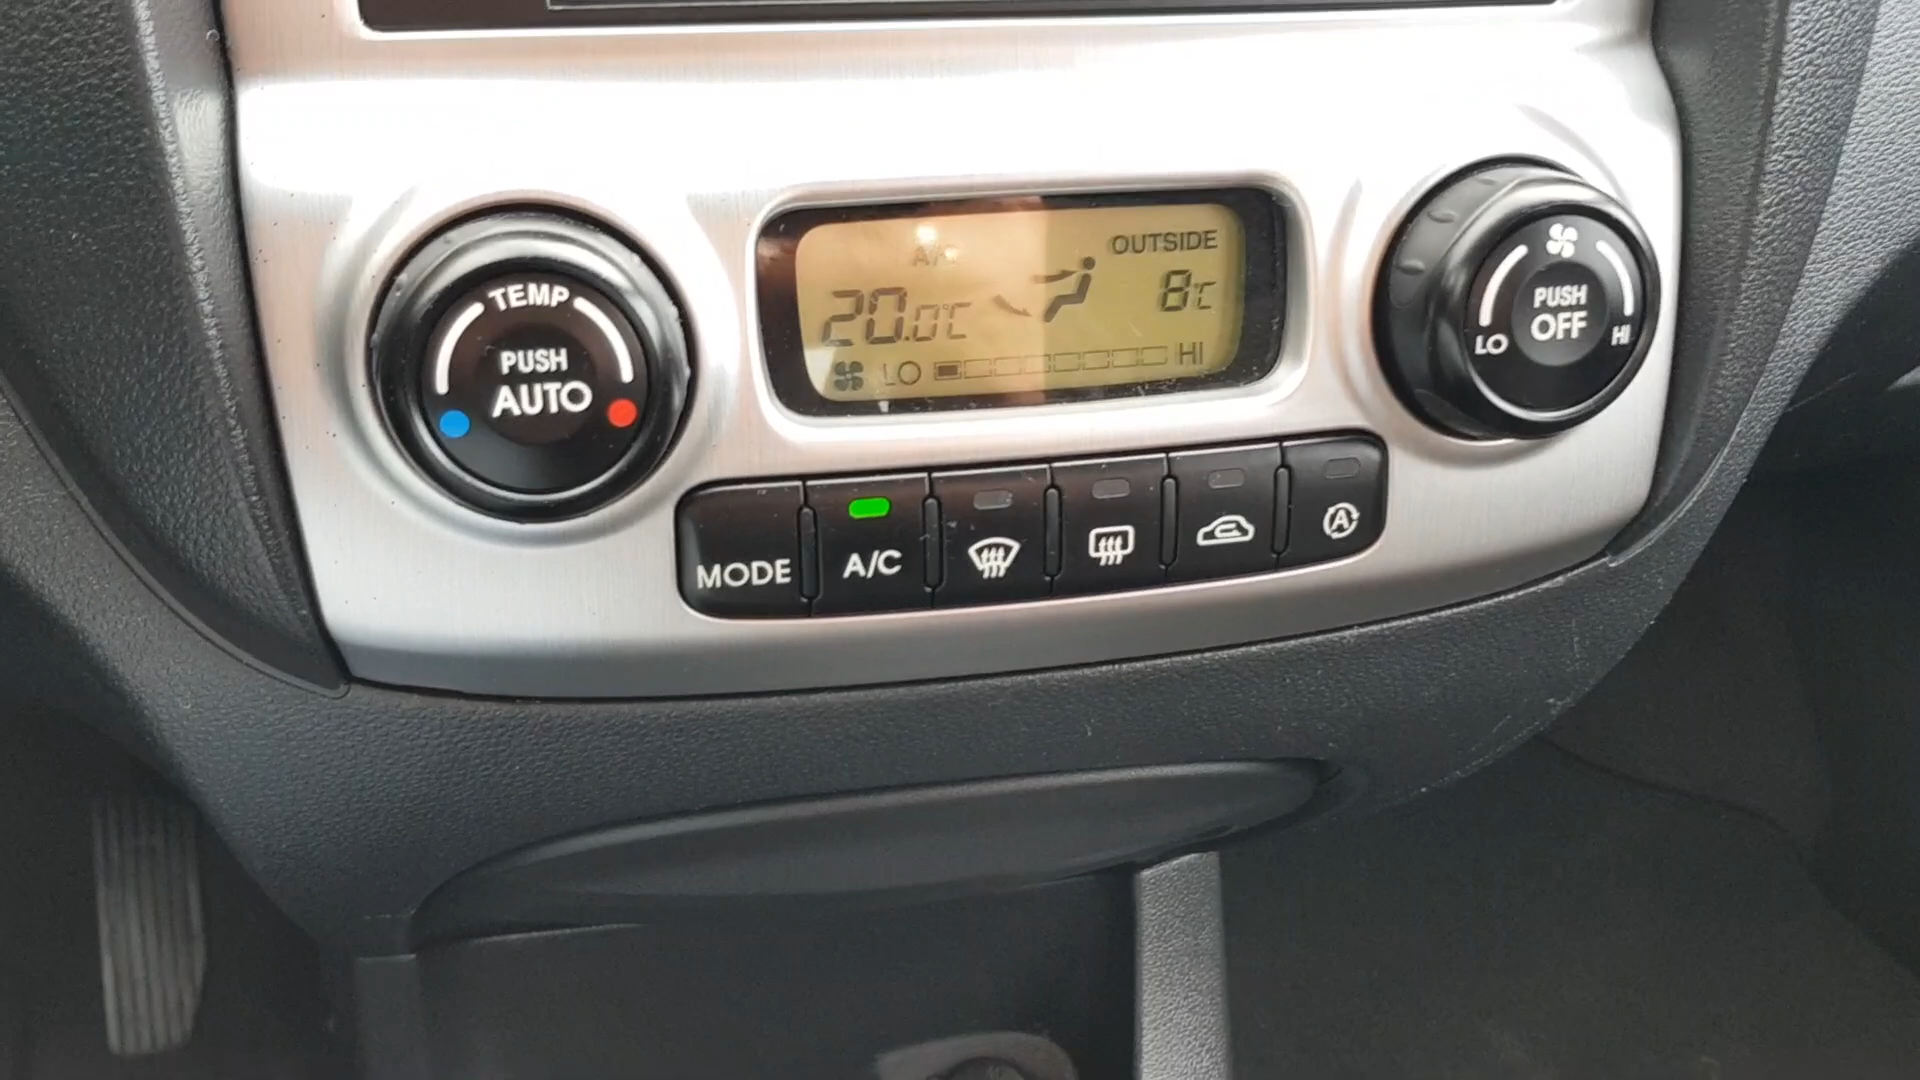 TEMP
PUSH
AUTO
A/C
OUTSIDE
20.0°C
8°C
LO HI
PUSH
OFF
LO HI
MODE
A/C
A